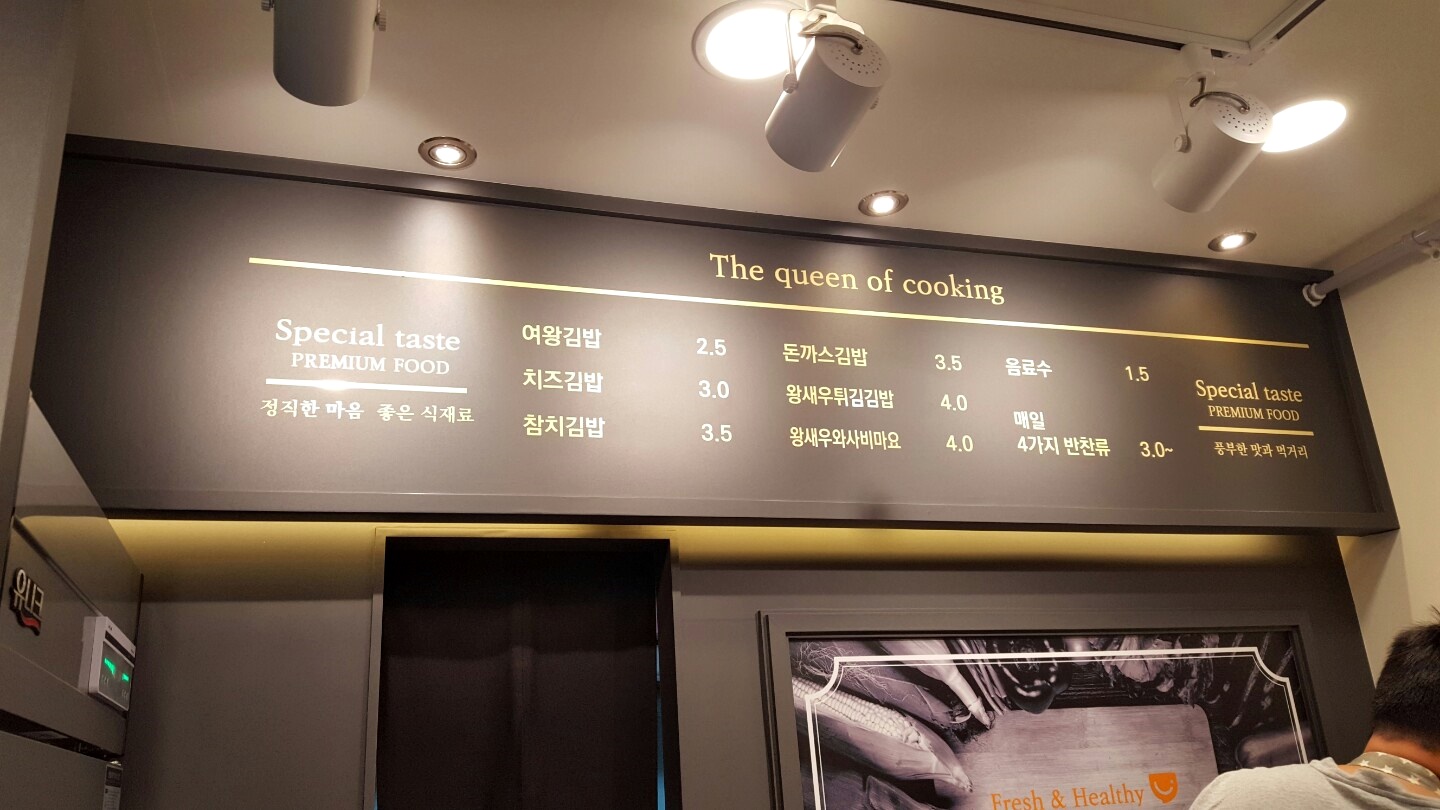 The queen of cooking
Special taste
PREMIUM FOOD
정직한 마음 좋은 식재료
여왕김밥 2.5
치즈김밥 3.0
참치김밥 3.5
돈까스김밥 3.5
왕새우튀김김밥 4.0
왕새우와사비마요 4.0
음료수 1.5
매일
4가지 반찬류 3.0~
Special taste
PREMIUM FOOD
풍부한 맛과 먹거리
유니크
Fresh & Healthy